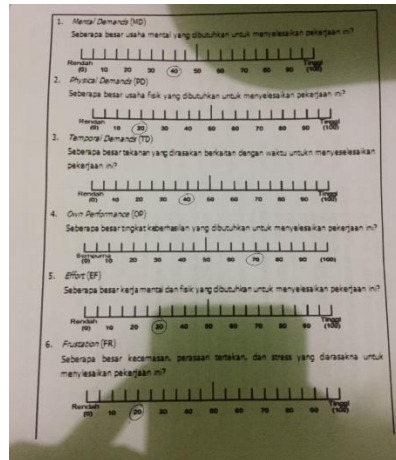 1. Mental Demands (MD)
Seberapa besar usaha mental yang dibutuhkan untuk menyelesaikan pekerjaan ini?
Rendah Tinggi
(0) 10 20 30 40 50 60 70 80 90 (100)
2. Physical Demands (PD)
Seberapa besar usaha fisik yang dibutuhkan untuk menyelesaikan pekerjaan ini?
Rendah Tinggi
(0) 10 20 30 40 50 60 70 80 90 (100)
3. Temporal Demands (TD)
Seberapa besar tekanan yang dirasakan berkaitan dengan waktu untukn menyeselesaikan
pekerjaan ini?
Rendah Tinggi
(0) 10 20 30 40 50 60 70 80 90 (100)
4. Own Performance (OP)
Seberapa besar tingkat keberhasilan yang dibutuhkan untuk menyelesaikan pekerjaan ini?
Sempurna
(0) 10 20 30 40 50 60 70 80 90 (100)
5. Effort (EF)
Seberapa besar kerja mental dan fisik yang dibutuhkan untuk menyelesaikan pekerjaan ini?
Rendah Tinggi
(0) 10 20 30 40 50 60 70 80 90 (100)
6. Frustation (FR)
Seberapa besar kecemasan, perasaan tertekan, dan stress yang diarasakna untuk
menyelesaikan pekerjaan ini?
Rendah Tinggi
(0) 10 20 30 40 50 60 70 80 90 (100)